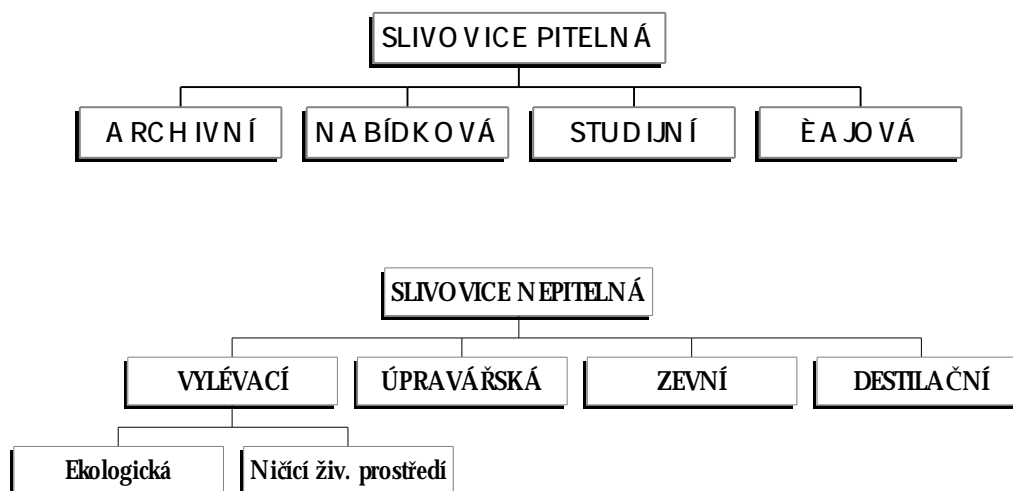 SLIVOVICE PITELNÁ
ARCHIVNÍ NABÍDKOVÁ STUDIJNÍ ÈAJOVÁ
SLIVOVICE NEPITELNÁ
VYLÉVACÍ ÚPRAVÁŘSKÁ ZEVNÍ DESTILAČNÍ
Ekologická Ničící živ. prostředí